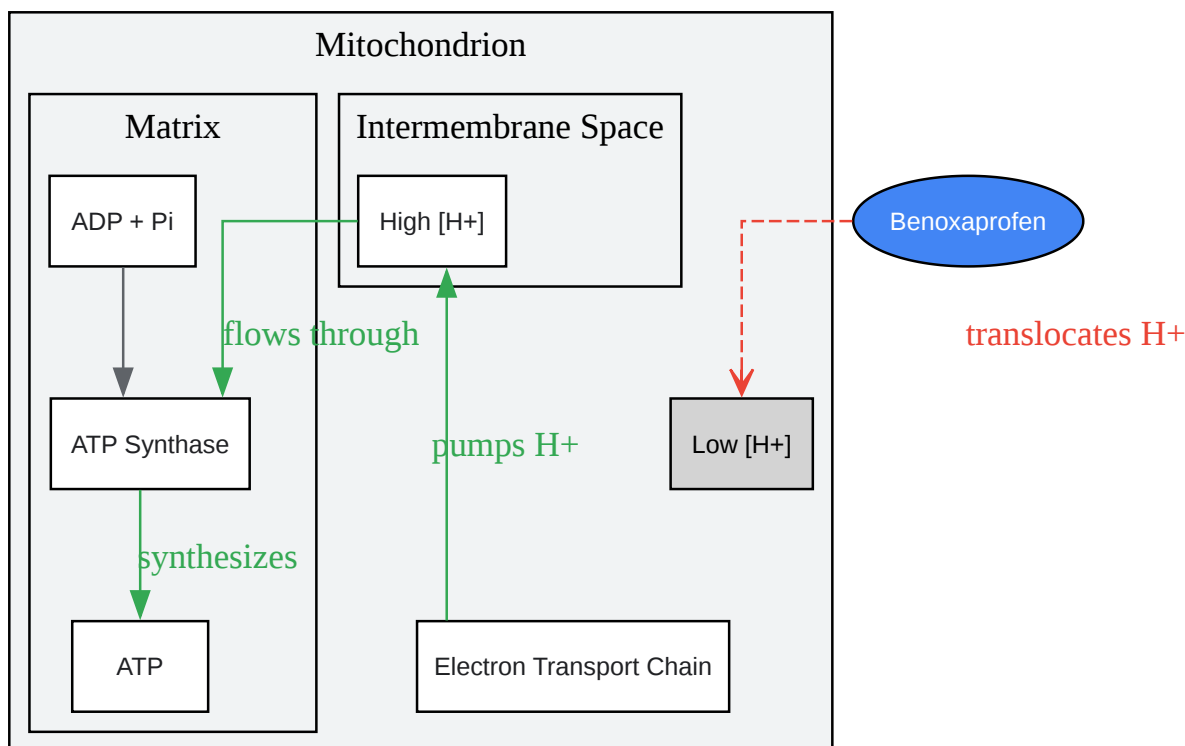 Mitochondrion
Matrix
Intermembrane Space
ADP + Pi
High [H+]
Benoxaprofen
flows through
translocates H+
ATP Synthase
pumps H+
Low [H+]
synthesizes
ATP
Electron Transport Chain